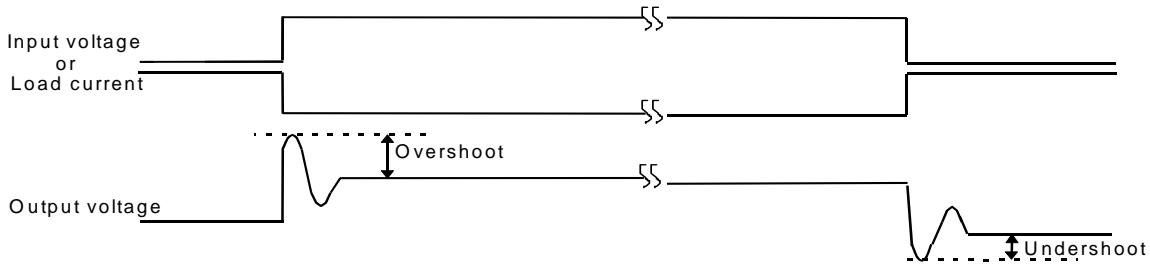 Input voltage
or
Load current
Overshoot
Output voltage
Undershoot